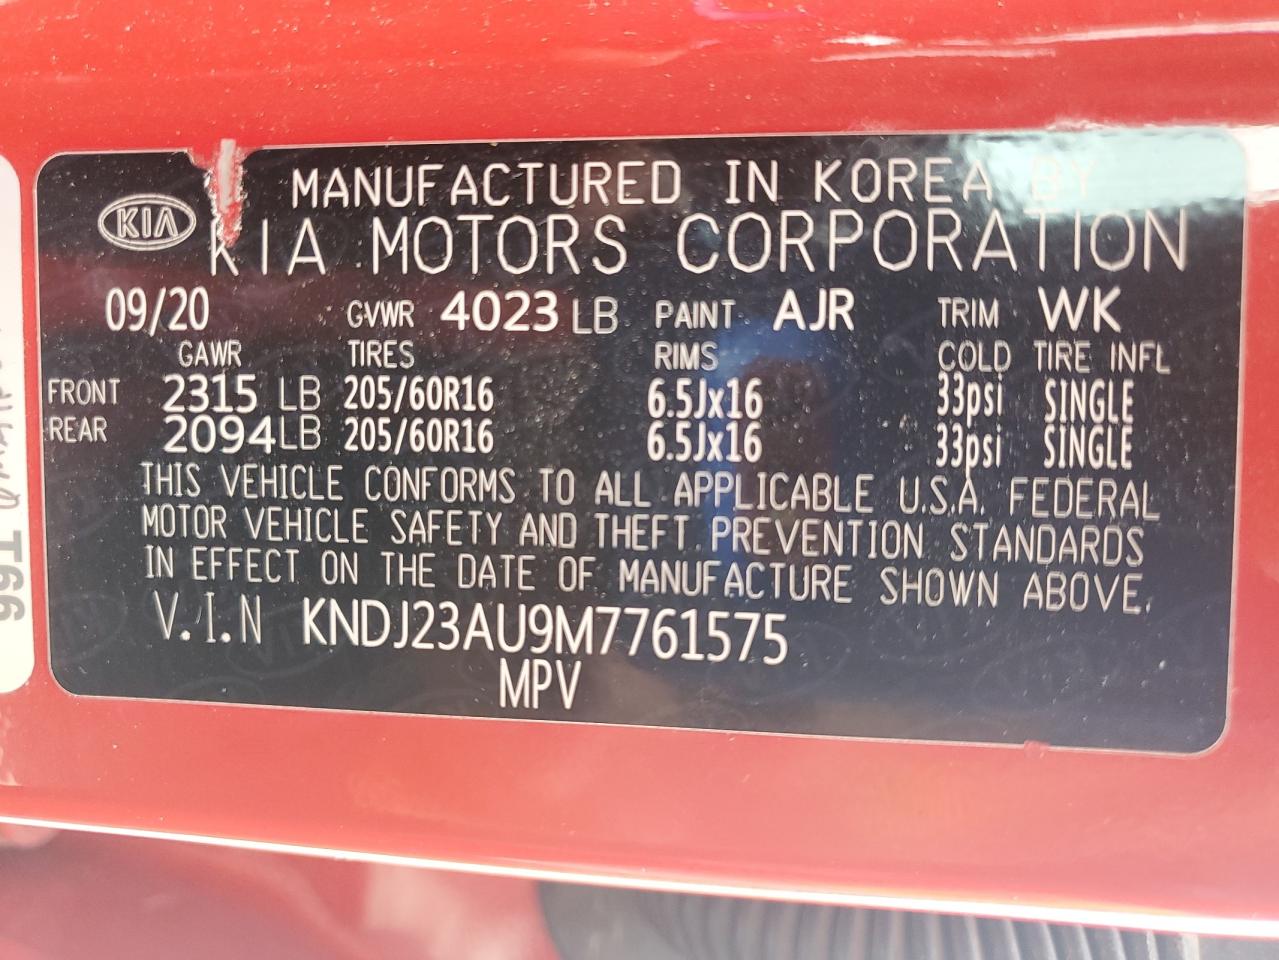 MANUFACTURED IN KOREA BY
KIA
KIA MOTORS CORPORATION
09/20 GVWR 4023 LB PAINT AJR TRIM WK
GAWR TIRES RIMS COLD TIRE INFL
FRONT 2315 LB 205/60R16 6.5Jx16 33psi SINGLE
REAR 2094 LB 205/60R16 6.5Jx16 33psi SINGLE
THIS VEHICLE CONFORMS TO ALL APPLICABLE U.S.A. FEDERAL
MOTOR VEHICLE SAFETY AND THEFT PREVENTION STANDARDS
IN EFFECT ON THE DATE OF MANUFACTURE SHOWN ABOVE.
V.I.N KNDJ23AU9M7761575
MPV